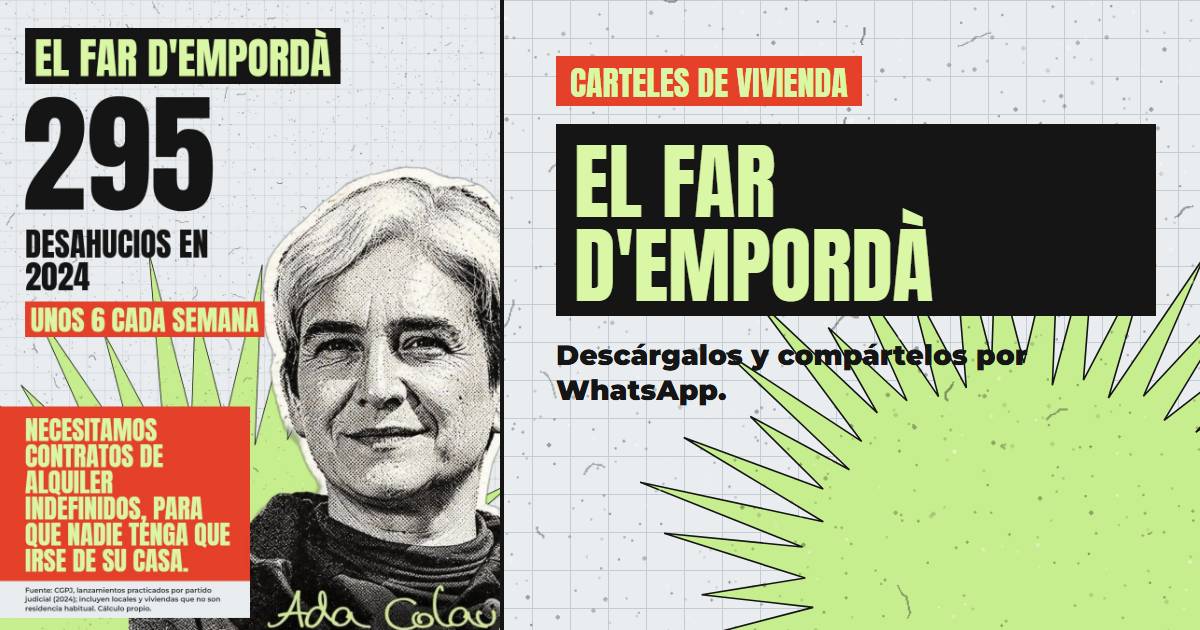 EL FAR D'EMPORDÀ
295
DESAHUCIOS EN
2024
UNOS 6 CADA SEMANA
NECESITAMOS
CONTRATOS DE
ALQUILER
INDEFINIDOS, PARA
QUE NADIE TENGA QUE
IRSE DE SU CASA.
Fuente: CGPJ, lanzamientos practicados por partido
judicial (2024); incluyen locales y viviendas que no son
residencia habitual. Cálculo propio.
Ada Colau
CARTELES DE VIVIENDA
EL FAR
D'EMPORDÀ
Descárgalos y compártelos por
WhatsApp.